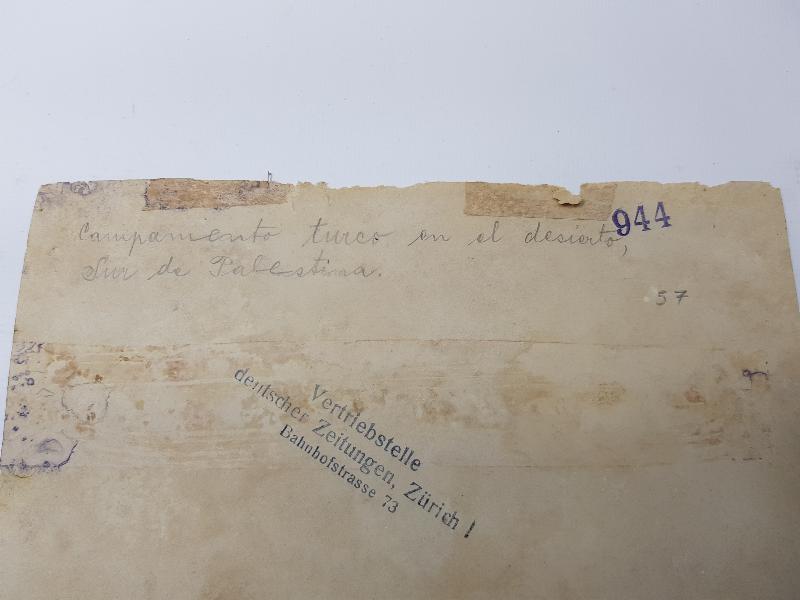 Campamento turco en el desierto,
Sur de Palestina.
944
57
Vertriebstelle
deutscher Zeitungen, Zürich I
Bahnhofstrasse 73